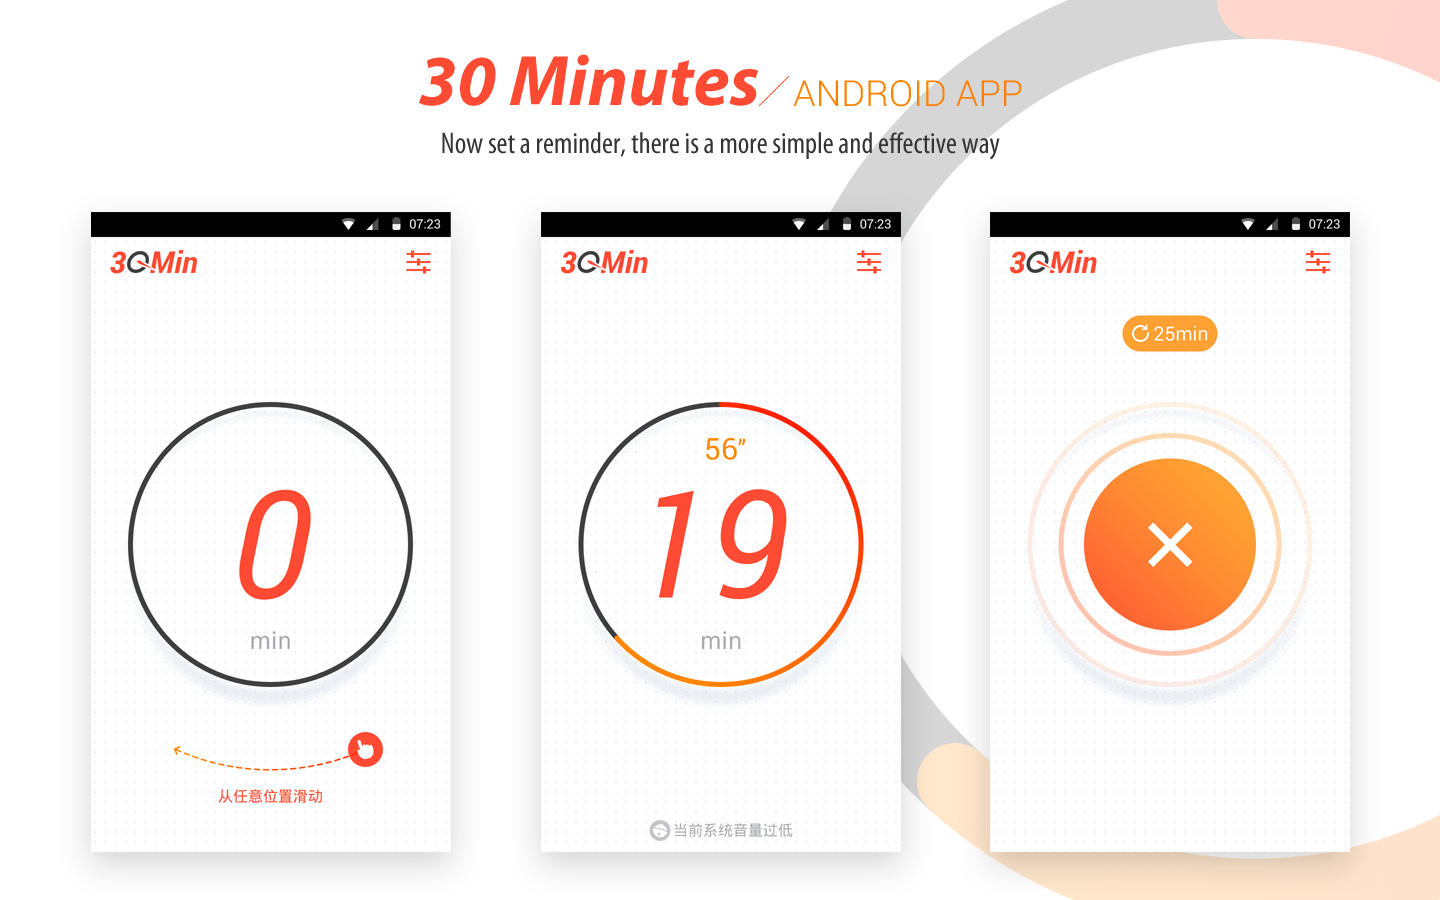 30 Minutes/ANDROID APP
Now set a reminder, there is a more simple and effective way
07:23
30Min
0
min
从任意位置滑动
07:23
30Min
56”
19
min
当前系统音量过低
07:23
30Min
25min